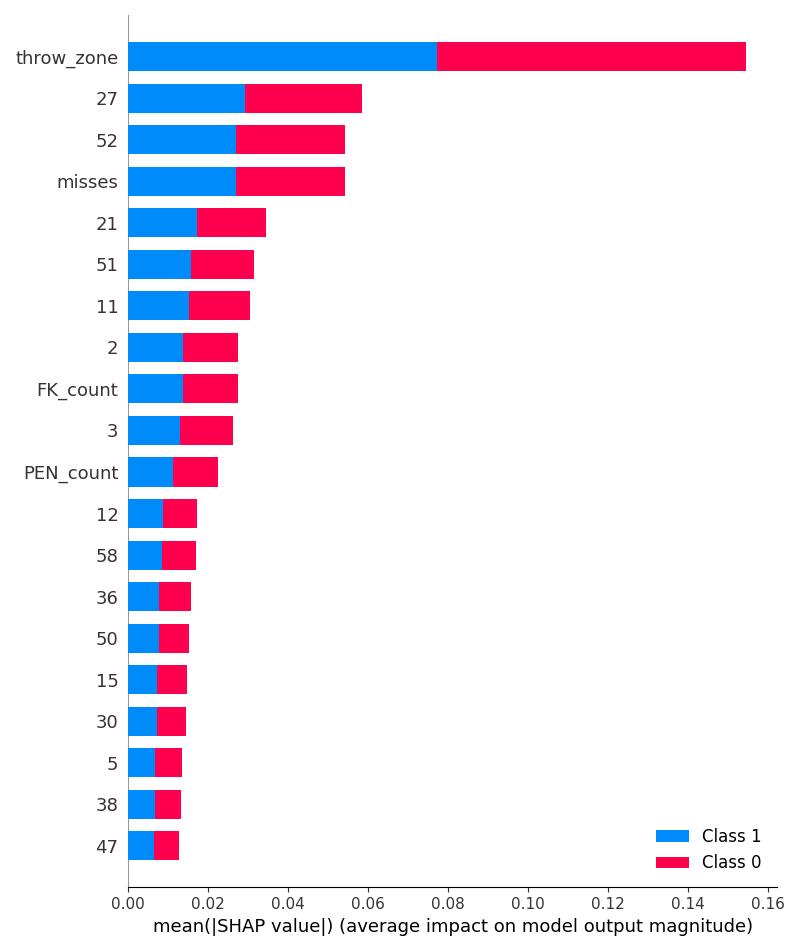 throw_zone
27
52
misses
21
51
11
2
FK_count
3
PEN_count
12
58
36
50
15
30
5
38
47
Class 1
Class 0
0.00 0.02 0.04 0.06 0.08 0.10 0.12 0.14 0.16
mean(|SHAP value|) (average impact on model output magnitude)